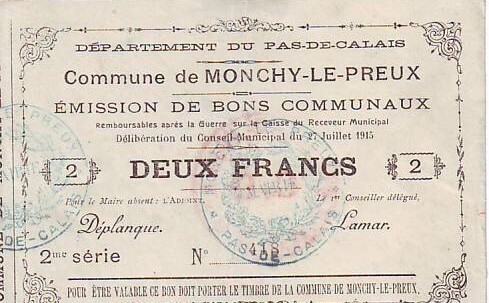 DÉPARTEMENT DU PAS-DE-CALAIS
Commune de MONCHY-LE-PREUX
ÉMISSION DE BONS COMMUNAUX
Remboursables après la Guerre sur la Caisse du Receveur Municipal
Délibération du Conseil Municipal du 27 Juillet 1915
2 DEUX FRANCS 2
Pour le Maire absent: L'Adjoint, Le 1er Conseiller délégué,
Déplanque. Lamar.
2me série N° 418
PAS-DE-CALAIS
DE-CALAIS
POUR ÊTRE VALABLE CE BON DOIT PORTER LE TIMBRE DE LA COMMUNE DE MONCHY-LE-PREUX,